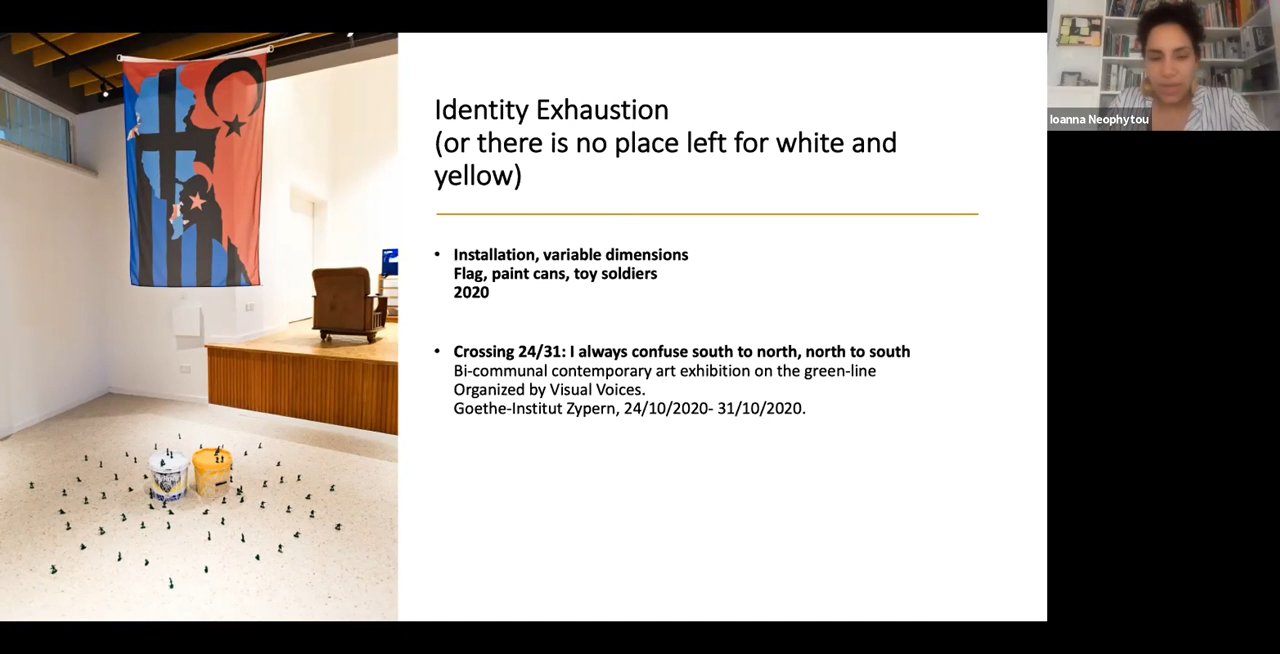 Identity Exhaustion
(or there is no place left for white and
yellow)
• Installation, variable dimensions
Flag, paint cans, toy soldiers
2020
• Crossing 24/31: I always confuse south to north, north to south
Bi-communal contemporary art exhibition on the green-line
Organized by Visual Voices.
Goethe-Institut Zypern, 24/10/2020- 31/10/2020.
Ioanna Neophytou